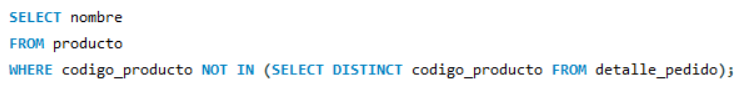 SELECT nombre
FROM producto
WHERE codigo_producto NOT IN (SELECT DISTINCT codigo_producto FROM detalle_pedido);